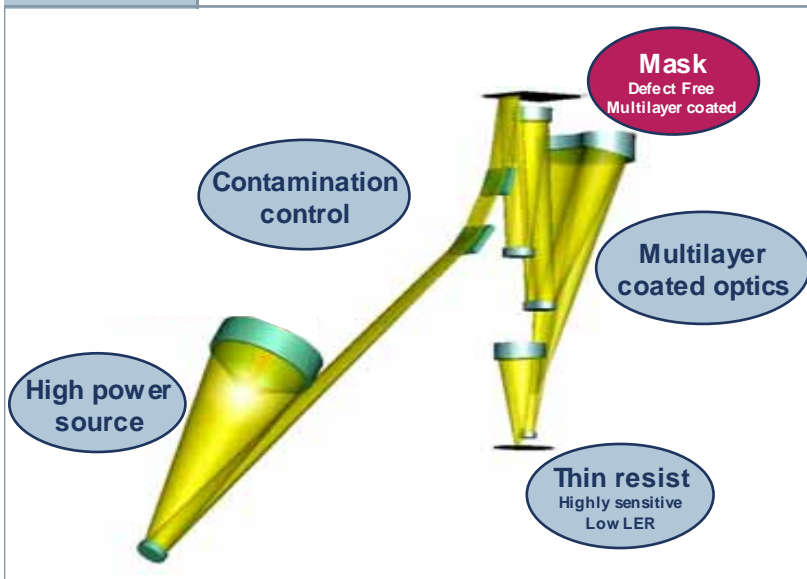 Mask
Defect Free
Multilayer coated
Contamination
control
Multilayer
coated optics
High power
source
Thin resist
Highly sensitive
Low LER